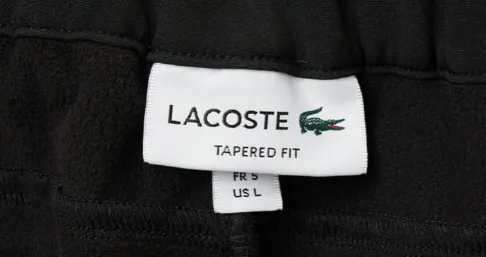 LACOSTE
TAPERED FIT
FR 5
US L